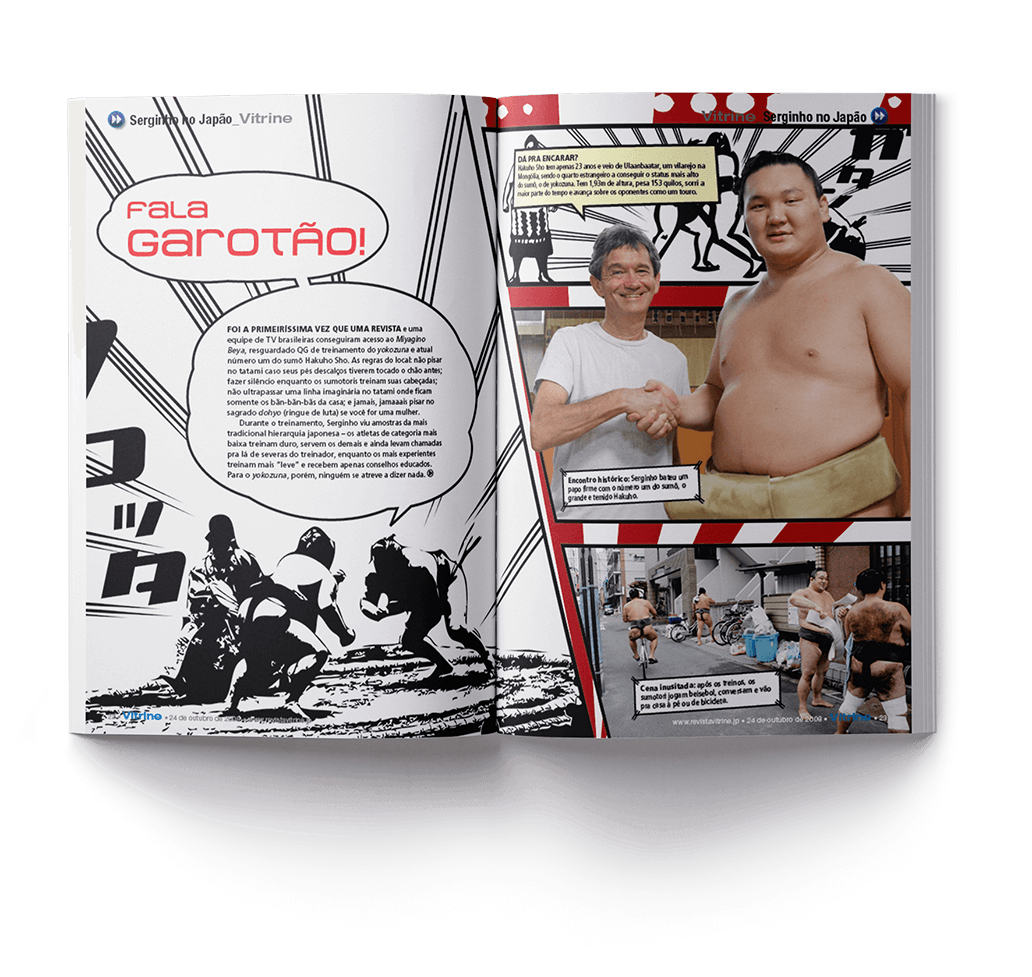 Serginho no Japão_Vitrine
FALA
GAROTÃO!
FOI A PRIMEIRÍSSIMA VEZ QUE UMA REVISTA e uma
equipe de TV brasileiras conseguiram acesso ao Miyagino
Beya, resguardado QG de treinamento do yokozuna e atual
número um do sumô Hakuho Sho. As regras do local: não pisar
no tatami caso seus pés descalços tiverem tocado o chão antes;
fazer silêncio enquanto os sumotoris treinam suas cabeçadas;
não ultrapassar uma linha imaginária no tatami onde ficam
somente os bãn-bãn-bãs da casa; e jamais, jamaaais pisar no
sagrado dohyo (ringue de luta) se você for uma mulher.
Durante o treinamento, Serginho viu amostras da mais
tradicional hierarquia japonesa – os atletas de categoria mais
baixa treinam duro, servem os demais e ainda levam chamadas
pra lá de severas do treinador, enquanto os mais experientes
treinam mais "leve" e recebem apenas conselhos educados.
Para o yokozuna, porém, ninguém se atreve a dizer nada.
ッ
タ
Vitrine • 24 de outubro de
revistavitrine.jp
Vitrine_Serginho no Japão
DÁ PRA ENCARAR?
Hakuho Sho tem apenas 23 anos e veio de Ulaanbaatar, um vilarejo na
Mongólia, sendo o quarto estrangeiro a conseguir o status mais alto
do sumô, o de yokozuna. Tem 1,93m de altura, pesa 153 quilos, sorri a
maior parte do tempo e avança sobre os oponentes como um touro.
Encontro histórico: Serginho bateu um
papo firme com o número um do sumô, o
grande e temido Hakuho.
Cena inusitada: após os treinos, os
sumotori jogam beisebol, conversam e vão
pra casa à pé ou de bicicleta.
www.revistavitrine.jp • 24 de outubro de 2008 • Vitrine • 23